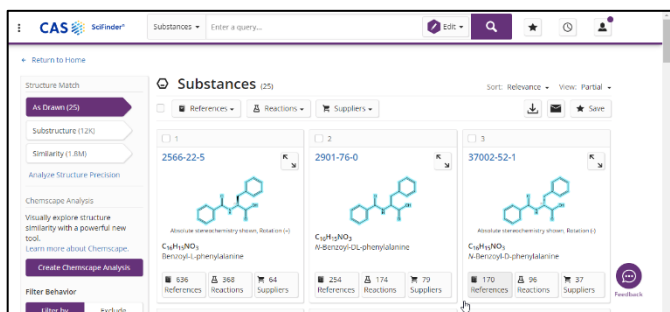 CAS SciFinder®
Substances
Enter a query...
Edit
Return to Home
Structure Match
As Drawn (25)
Substructure (12K)
Similarity (1.8M)
Analyze Structure Precision
Chemscape Analysis
Visually explore structure
similarity with a powerful new
tool.
Learn more about Chemscape.
Create Chemscape Analysis
Filter Behavior
Filter by
Exclude
Substances (25)
Sort: Relevance
View: Partial
References
Reactions
Suppliers
Save
1
2566-22-5
Absolute stereochemistry shown, Rotation (+)
C₁₆H₁₅NO₃
Benzoyl-L-phenylalanine
636 References
368 Reactions
64 Suppliers
2
2901-76-0
C₁₆H₁₅NO₃
N-Benzoyl-DL-phenylalanine
254 References
174 Reactions
79 Suppliers
3
37002-52-1
Absolute stereochemistry shown, Rotation (-)
C₁₆H₁₅NO₃
N-Benzoyl-D-phenylalanine
170 References
96 Reactions
37 Suppliers
Feedback